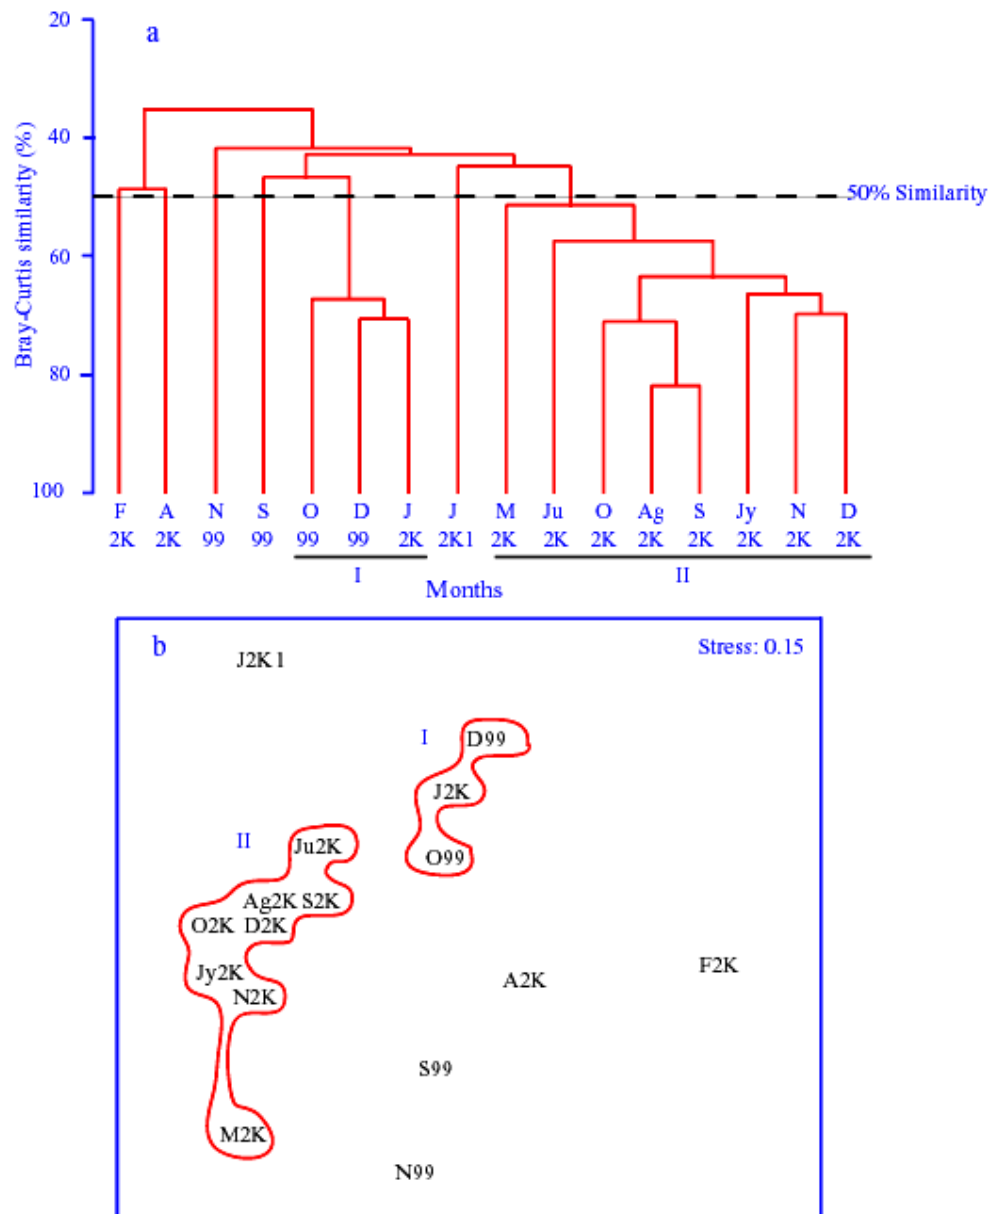 20
a
40
Bray-Curtis similarity (%)
50% Similarity
60
80
100
F A N S O D J J M Ju O Ag S Jy N D
2K 2K 99 99 99 99 2K 2K1 2K 2K 2K 2K 2K 2K 2K 2K
I II
Months
b Stress: 0.15
J2K1
I D99
J2K
II Ju2K O99
Ag2K S2K
O2K D2K
Jy2K A2K F2K
N2K
S99
M2K
N99